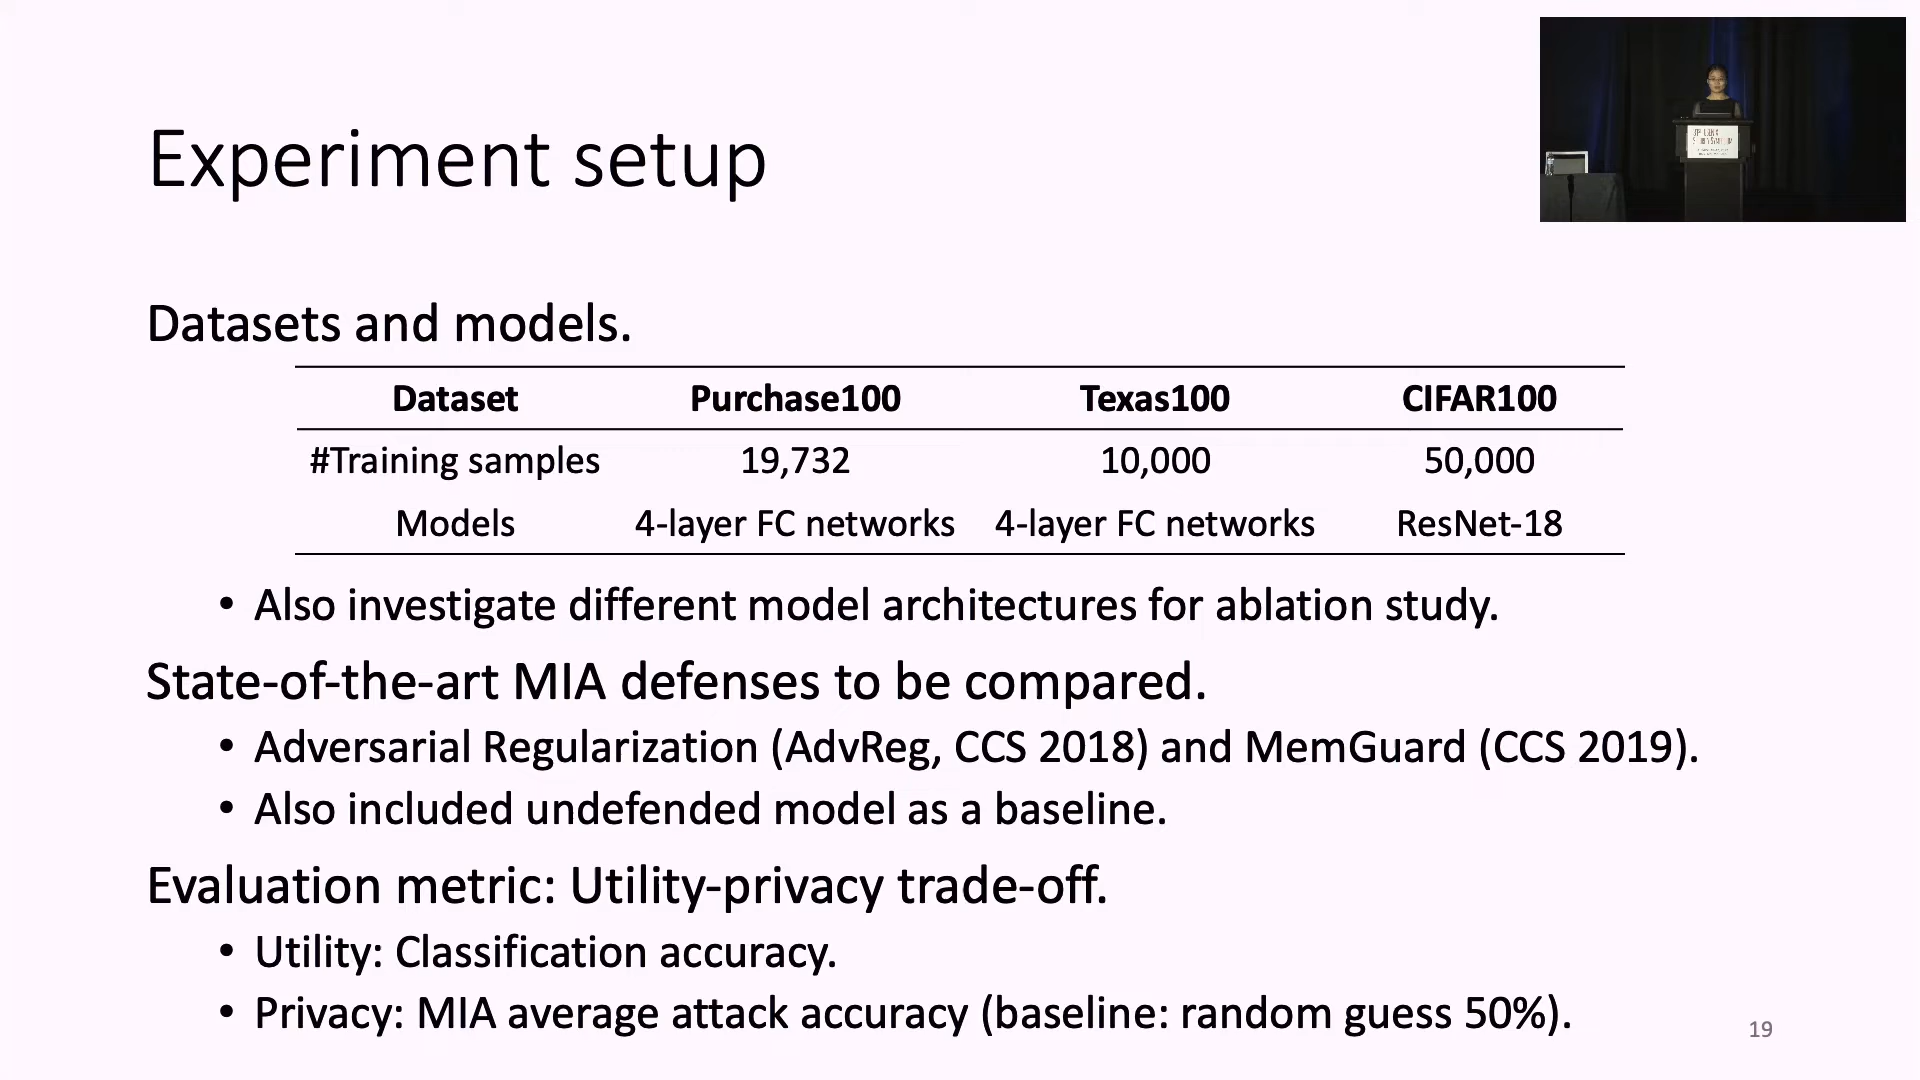 Experiment setup
Datasets and models.
Dataset Purchase100 Texas100 CIFAR100
#Training samples 19,732 10,000 50,000
Models 4-layer FC networks 4-layer FC networks ResNet-18
• Also investigate different model architectures for ablation study.
State-of-the-art MIA defenses to be compared.
• Adversarial Regularization (AdvReg, CCS 2018) and MemGuard (CCS 2019).
• Also included undefended model as a baseline.
Evaluation metric: Utility-privacy trade-off.
• Utility: Classification accuracy.
• Privacy: MIA average attack accuracy (baseline: random guess 50%).
19